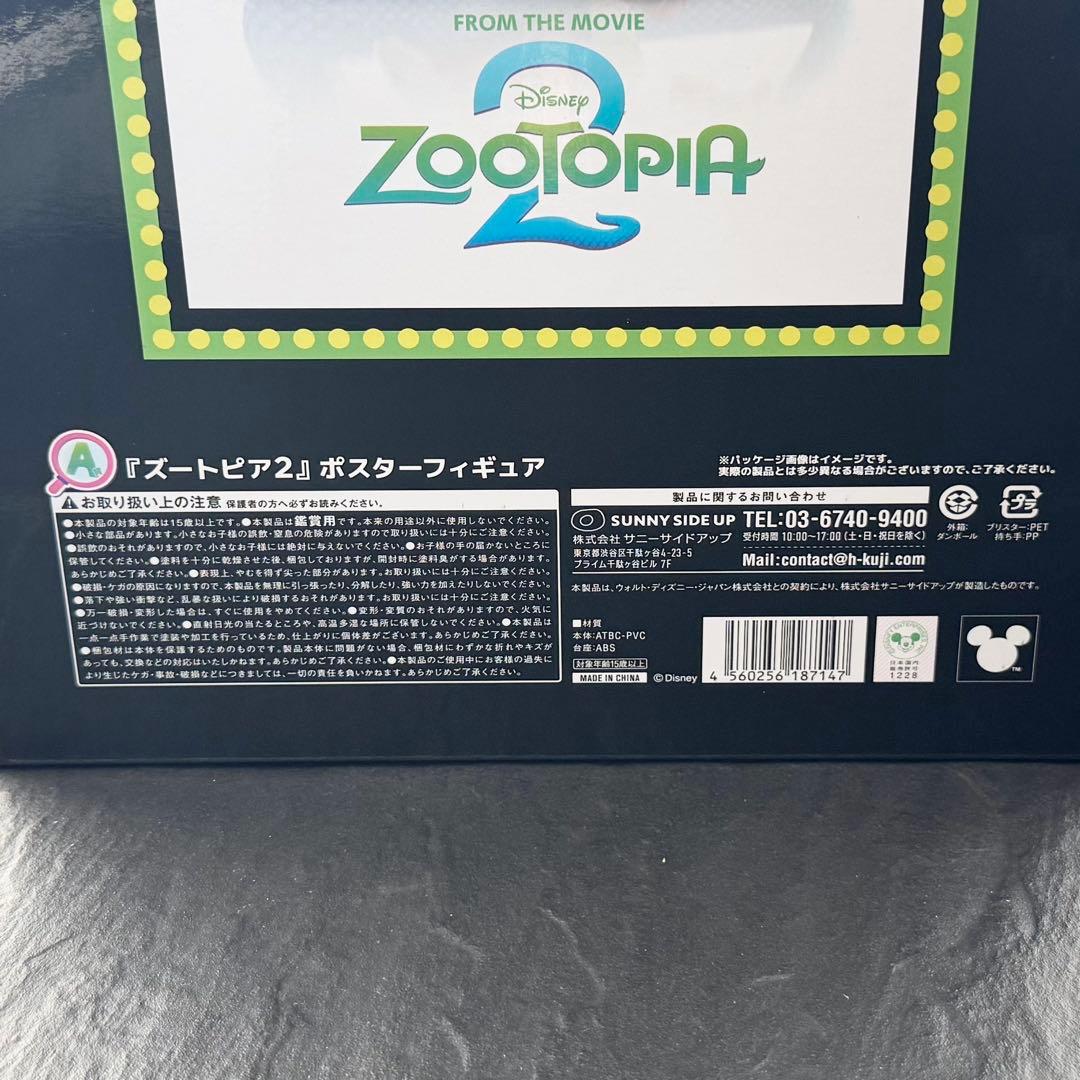 FROM THE MOVIE
Disney
ZOOTOPIA
2
A賞
『ズートピア2』ポスターフィギュア
※パッケージ画像はイメージです。
実際の製品とは多少異なる場合がございますので、ご了承ください。
お取り扱い上の注意 保護者の方へ必ずお読みください。
●本製品の対象年齢は15歳以上です。●本製品は鑑賞用です。本来の用途以外に使用しないでください。
●小さな部品があります。小さなお子様の誤飲・窒息の危険がありますので取り扱いには十分にご注意ください。
●誤飲のおそれがありますので、小さなお子様には絶対に与えないでください。●お子様の手の届かないところに
保管してください。●塗料を十分に乾燥させた後、梱包しておりますが、開封時に塗料臭がする場合があります。
あらかじめご了承ください。●表現上、やむを得ず尖った部分があります。お取り扱いには十分にご注意ください。
●破損・ケガの原因になりますので、本製品を無理に引っ張ったり、分解したり、強い力を加えたりしないでください。
●落下や強い衝撃など、乱暴な扱いにより破損するおそれがあります。
●万一破損・変形した場合は、すぐに使用をやめてください。●変形・変質のおそれがありますので、火気に
近づけないでください。●直射日光の当たるところや、高温多湿な場所に保管しないでください。●本製品は
一点一点手作業で塗装や加工を行っているため、仕上がりに個体差がございます。あらかじめご了承ください。
●梱包材は本体を保護するためのものです。製品本体に問題がない場合、梱包材にわずかな折れやキズが
あっても、交換などの対応はいたしかねます。あらかじめご了承ください。●本製品のご使用中にお客様の過失に
より生じたケガ・事故・破損などにつきましては、一切の責任を負いかねます。あらかじめご了承ください。
製品に関するお問い合わせ
SUNNY SIDE UP
株式会社 サニーサイドアップ
東京都渋谷区千駄ヶ谷4-23-5
プライム千駄ヶ谷ビル 7F
TEL:03-6740-9400
受付時間 10:00~17:00 (土・日・祝日を除く)
Mail:contact@h-kuji.com
外箱:
ダンボール
プラ
ブリスター:PET
持ち手:PP
本製品は、ウォルト・ディズニー・ジャパン株式会社との契約により、株式会社サニーサイドアップが製造したものです。
■材質
本体:ATBC-PVC
台座:ABS
対象年齢15歳以上
MADE IN CHINA
©Disney
4 560256 187147
日本国内
販売許可
1228
TM